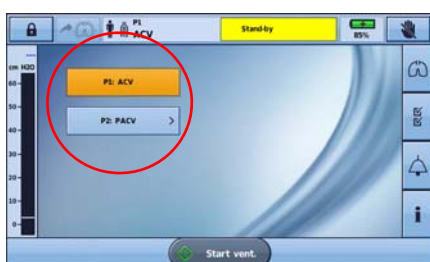 P1
ACV
Stand-by
85%
cm H2O
60-
50-
40-
30-
20-
10-
0-
P1: ACV
P2: PACV >
Start vent.